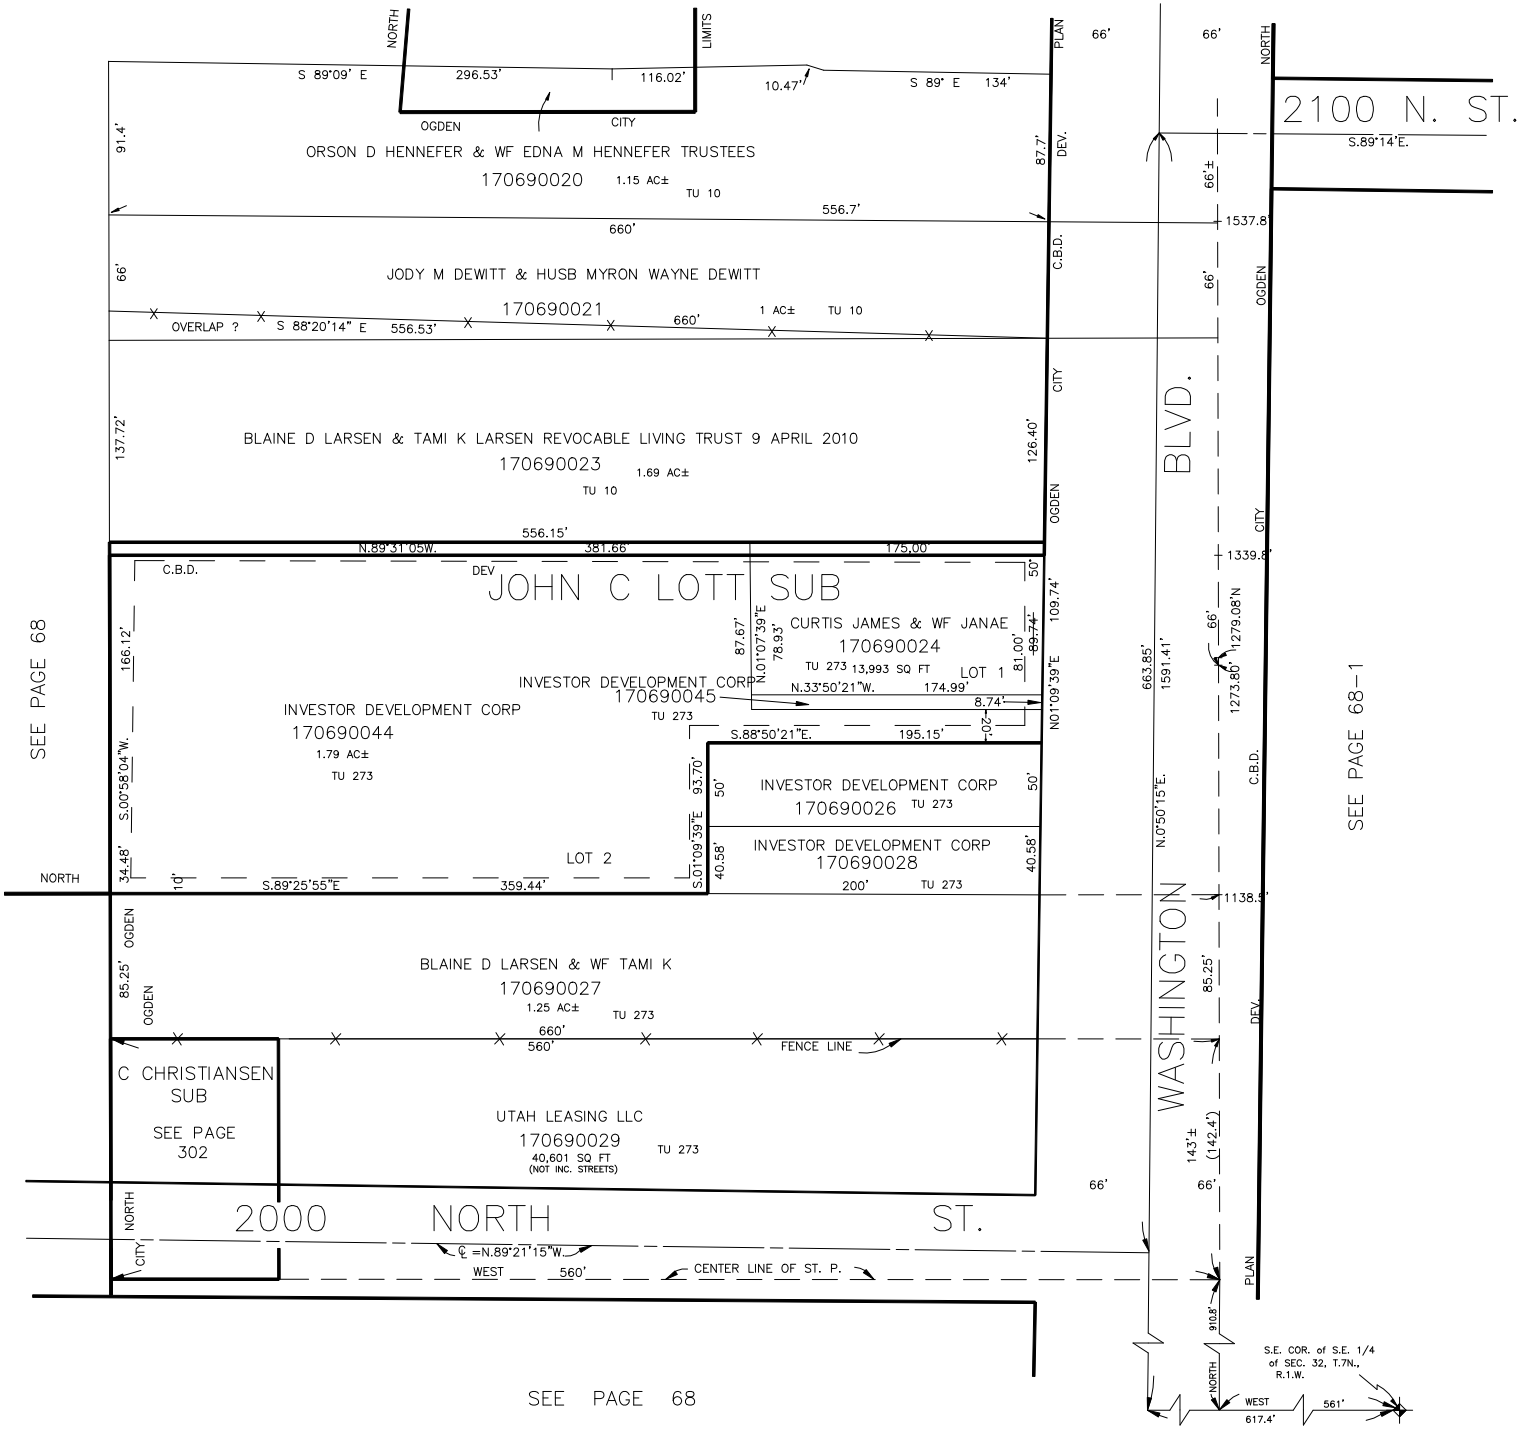 NORTH
LIMITS
PLAN
66'
66'
NORTH
S 89°09' E
296.53'
116.02'
10.47'
S 89° E
134'
2100 N. ST.
S.89°14'E.
OGDEN
CITY
91.4'
87.7'
DEV.
ORSON D HENNEFER & WF EDNA M HENNEFER TRUSTEES
170690020
1.15 AC±
TU 10
66'±
556.7'
660'
1537.8'
66'
C.B.D.
66'
OGDEN
JODY M DEWITT & HUSB MYRON WAYNE DEWITT
170690021
1 AC±
TU 10
OVERLAP ?
S 88°20'14" E
556.53'
660'
CITY
BLVD.
137.72'
126.40'
BLAINE D LARSEN & TAMI K LARSEN REVOCABLE LIVING TRUST 9 APRIL 2010
170690023
1.69 AC±
TU 10
OGDEN
CITY
556.15'
N.89°31'05W.
381.66'
175.00'
1339.8'
C.B.D.
DEV
50'
JOHN C LOTT SUB
109.74'
66'
1279.08'N
SEE PAGE 68
166.12'
87.67'
N.01°07'39"E
78.93'
CURTIS JAMES & WF JANAE
170690024
TU 273
13,993 SQ FT
LOT 1
81.00'
89.74'
N01°09'39"E
663.85'
1591.41'
1273.80'
SEE PAGE 68-1
N.33°50'21"W.
174.99'
INVESTOR DEVELOPMENT CORP
170690045
TU 273
8.74'
20'
INVESTOR DEVELOPMENT CORP
170690044
1.79 AC±
TU 273
S.88°50'21"E.
195.15'
S.00°58'04"W.
93.70'
50'
50'
INVESTOR DEVELOPMENT CORP
170690026
TU 273
N.0°50'15"E.
C.B.D.
INVESTOR DEVELOPMENT CORP
170690028
S.01°09'39"E
40.58'
40.58'
LOT 2
34.48'
10'
NORTH
S.89°25'55"E
359.44'
200'
TU 273
1138.5'
OGDEN
WASHINGTON
85.25'
85.25'
OGDEN
BLAINE D LARSEN & WF TAMI K
170690027
1.25 AC±
TU 273
DEV.
660'
560'
FENCE LINE
C CHRISTIANSEN
SUB
SEE PAGE
302
UTAH LEASING LLC
170690029
40,601 SQ FT
(NOT INC. STREETS)
TU 273
143'±
(142.4')
66'
66'
NORTH
2000 NORTH ST.
CITY
℄ =N.89°21'15"W.
WEST
560'
CENTER LINE OF ST. P.
PLAN
910.8'
NORTH
S.E. COR. of S.E. 1/4
of SEC. 32, T.7N.,
R.1.W.
SEE PAGE 68
WEST
617.4'
561'